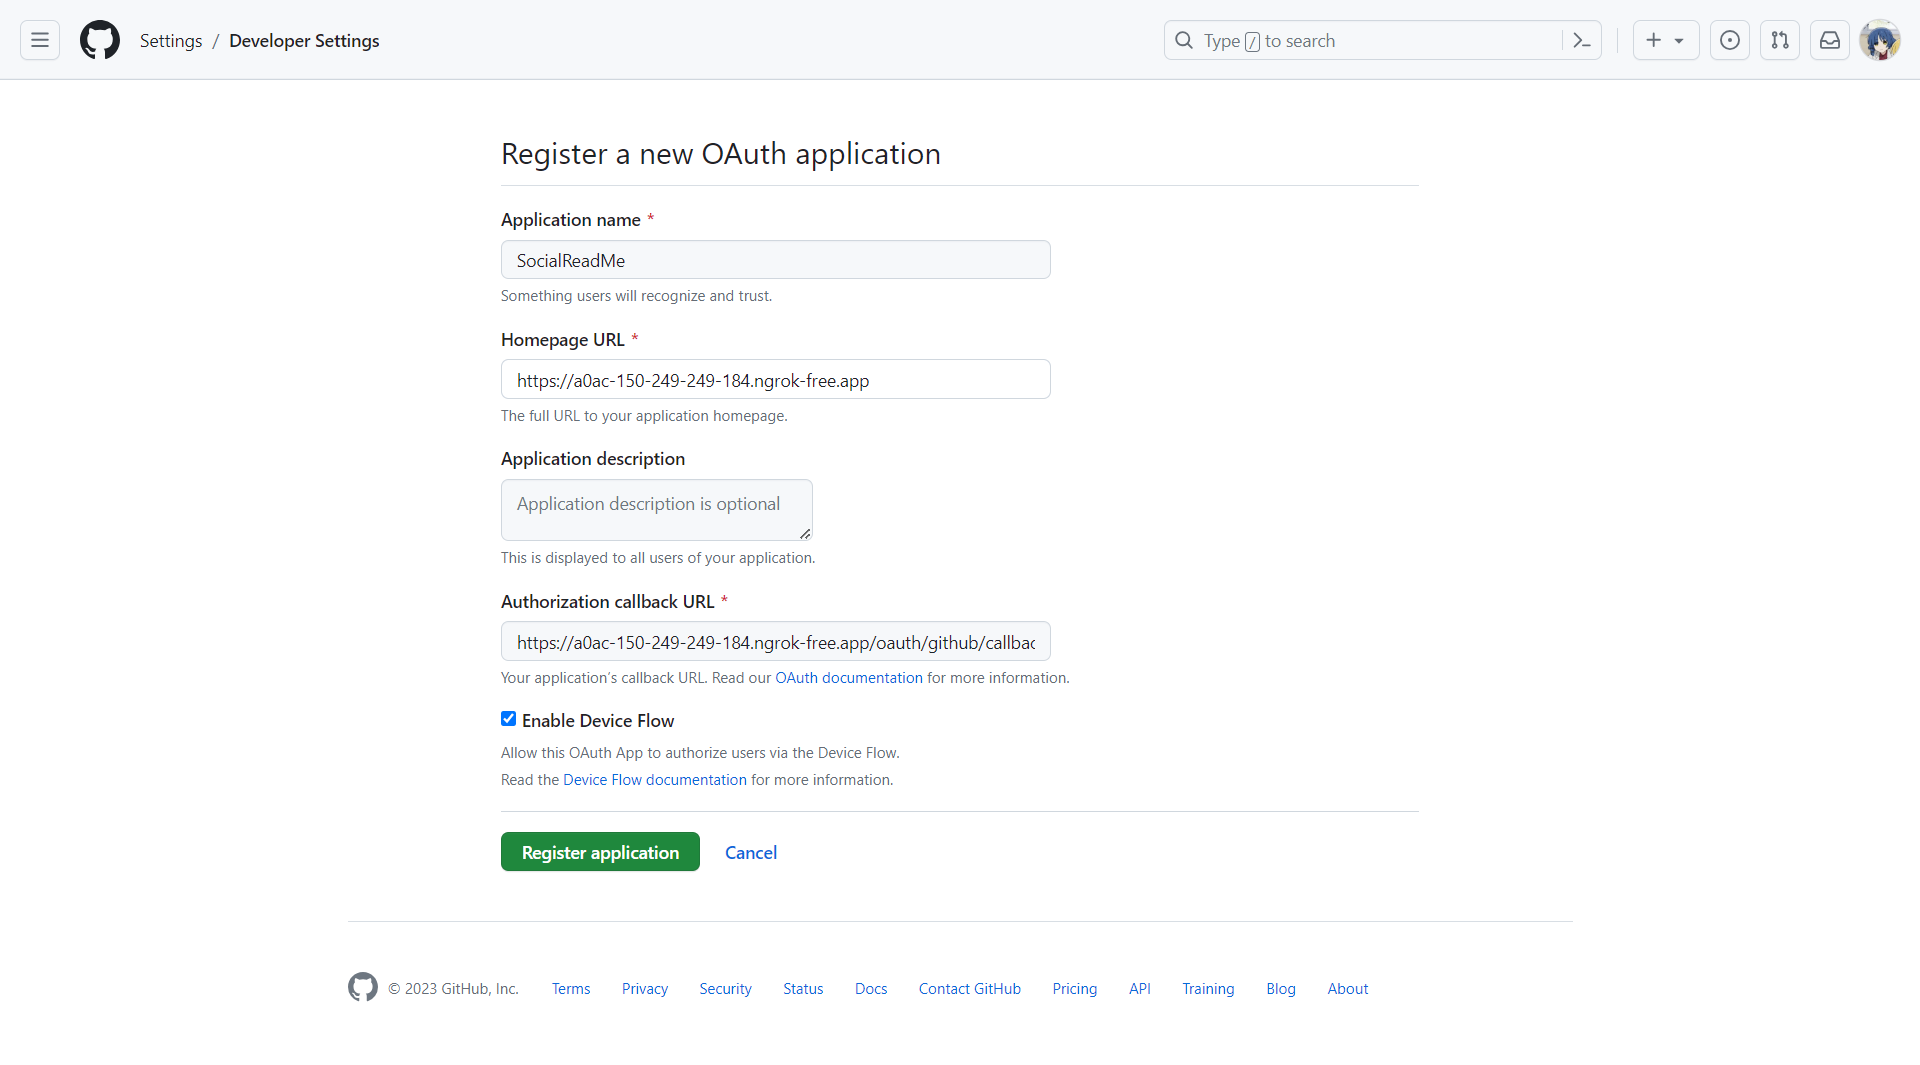 Settings / Developer Settings
Type / to search
Register a new OAuth application
Application name *
SocialReadMe
Something users will recognize and trust.
Homepage URL *
https://a0ac-150-249-249-184.ngrok-free.app
The full URL to your application homepage.
Application description
Application description is optional
This is displayed to all users of your application.
Authorization callback URL *
https://a0ac-150-249-249-184.ngrok-free.app/oauth/github/callbac
Your application’s callback URL. Read our OAuth documentation for more information.
Enable Device Flow
Allow this OAuth App to authorize users via the Device Flow.
Read the Device Flow documentation for more information.
Register application Cancel
© 2023 GitHub, Inc. Terms Privacy Security Status Docs Contact GitHub Pricing API Training Blog About